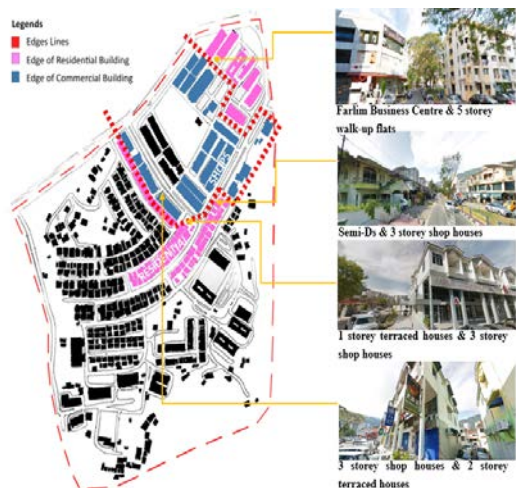 Legends
Edges Lines
Edge of Residential Building
Edge of Commercial Building
SHOPS
RESIDENTIAL
Farlim Business Centre & 5 storey
walk-up flats
Semi-Ds & 3 storey shop houses
1 storey terraced houses & 3 storey
shop houses
3 storey shop houses & 2 storey
terraced houses